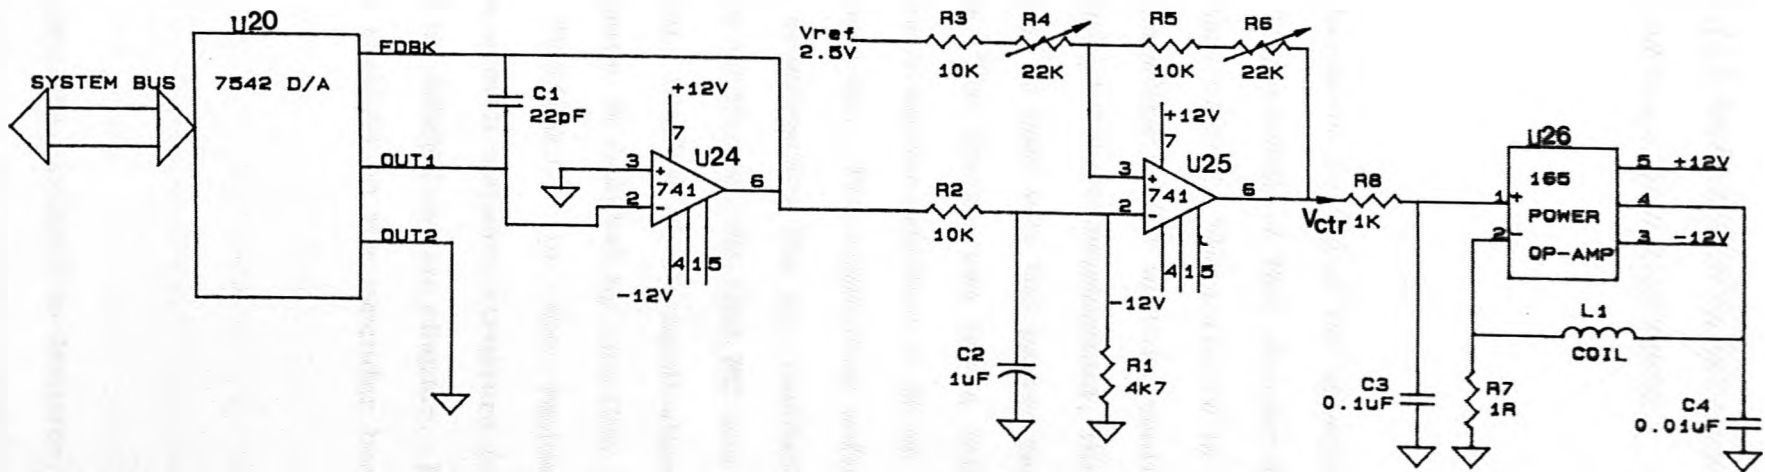 U20
FDBK
SYSTEM BUS
7542 D/A
OUT1
OUT2
C1
22pF
+12V
7
3
+
U24
741
6
2
-
4 1 5
-12V
Vref
2.5V
R3
10K
R4
22K
R5
10K
R6
22K
R2
10K
+12V
7
3
+
U25
741
6
2
-
4 1 5
-12V
C2
1uF
R1
4k7
Vctr
R8
1K
U26
165
POWER
OP-AMP
1
+
2
-
5
+12V
4
3
-12V
L1
COIL
C3
0.1uF
R7
1R
C4
0.01uF